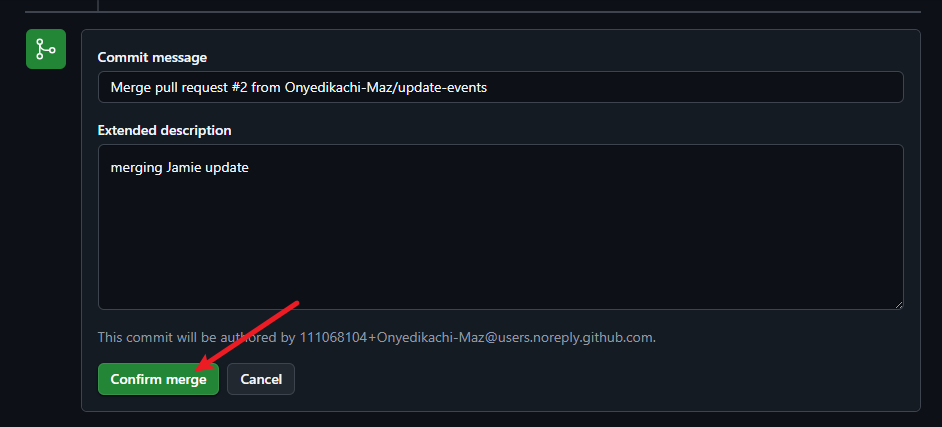 Commit message
Merge pull request #2 from Onyedikachi-Maz/update-events
Extended description
merging Jamie update
This commit will be authored by 111068104+Onyedikachi-Maz@users.noreply.github.com.
Confirm merge
Cancel